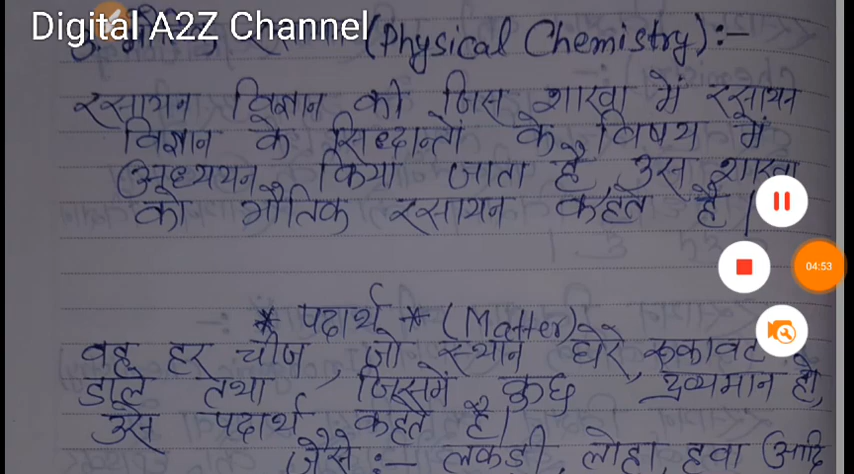 Digital A2Z Channel
(Physical Chemistry):-
रसायन विज्ञान की जिस शाखा में रसायन
विज्ञान के सिद्धान्तों के विषय में
अध्ययन किया जाता है, उस शाखा
को भौतिक रसायन कहते है|
04:53
* पदार्थ * (Matter)
वह हर चीज, जो स्थान घेरे, रूकावट
डाले तथा जिसमें कुछ द्रव्यमान हो,
उसे पदार्थ कहते है|
जैसे :- लकडी, लोहा, हवा आदि